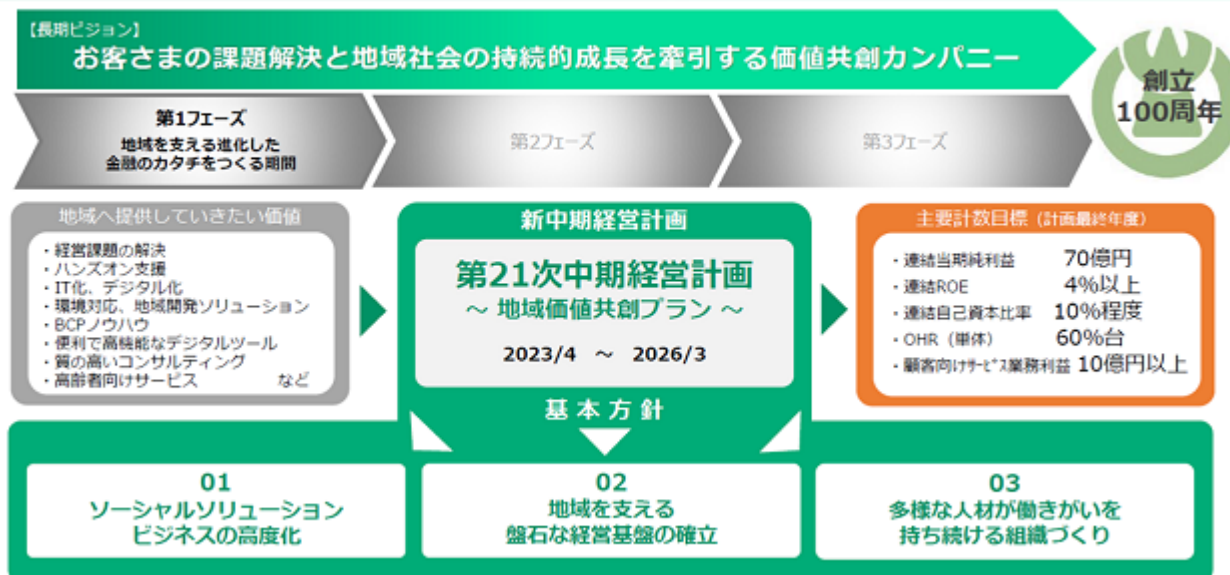 【長期ビジョン】
お客さまの課題解決と地域社会の持続的成長を牽引する価値共創カンパニー
創立
100周年
第1フェーズ
地域を支える進化した
金融のカタチをつくる期間
第2フェーズ
第3フェーズ
地域へ提供していきたい価値
・経営課題の解決
・ハンズオン支援
・IT化、デジタル化
・環境対応、地域開発ソリューション
・BCPノウハウ
・便利で高機能なデジタルツール
・質の高いコンサルティング
・高齢者向けサービス など
新中期経営計画
第21次中期経営計画
～ 地域価値共創プラン ～
2023/4 ～ 2026/3
主要計数目標（計画最終年度）
・連結当期純利益 70億円
・連結ROE 4%以上
・連結自己資本比率 10%程度
・OHR（単体） 60%台
・顧客向けｻｰﾋﾞｽ業務利益 10億円以上
基本方針
01
ソーシャルソリューション
ビジネスの高度化
02
地域を支える
盤石な経営基盤の確立
03
多様な人材が働きがいを
持ち続ける組織づくり